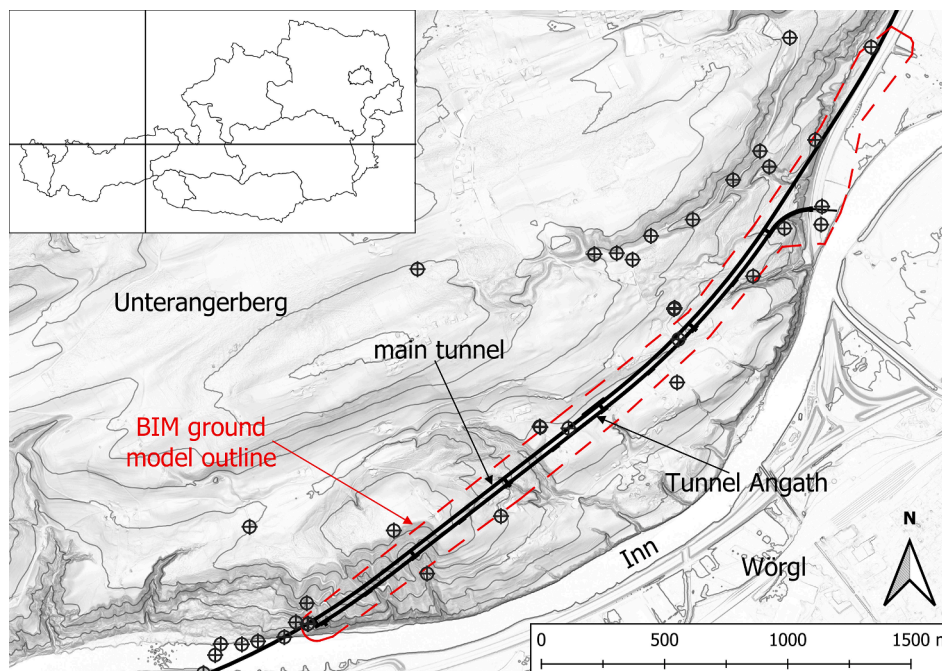 Unterangerberg
main tunnel
BIM ground
model outline
Tunnel Angath
Inn
Wörgl
N
0 500 1000 1500 m